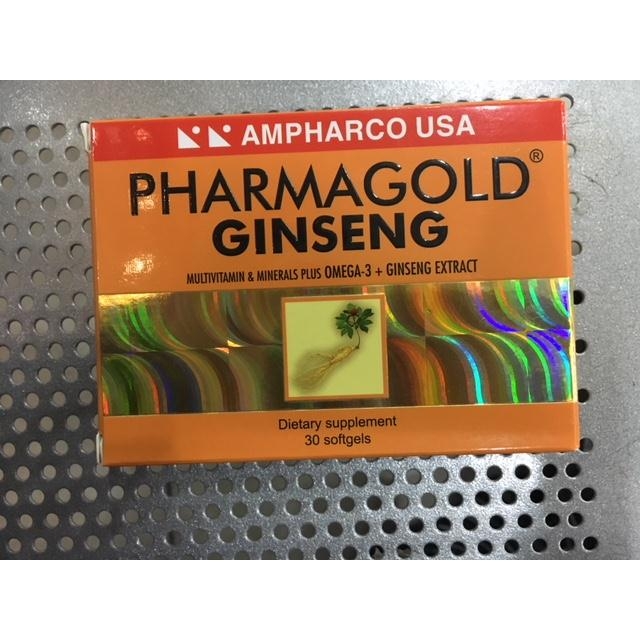 AMPHARCO USA
PHARMAGOLD®
GINSENG
MULTIVITAMIN & MINERALS PLUS OMEGA-3 + GINSENG EXTRACT
Dietary supplement
30 softgels